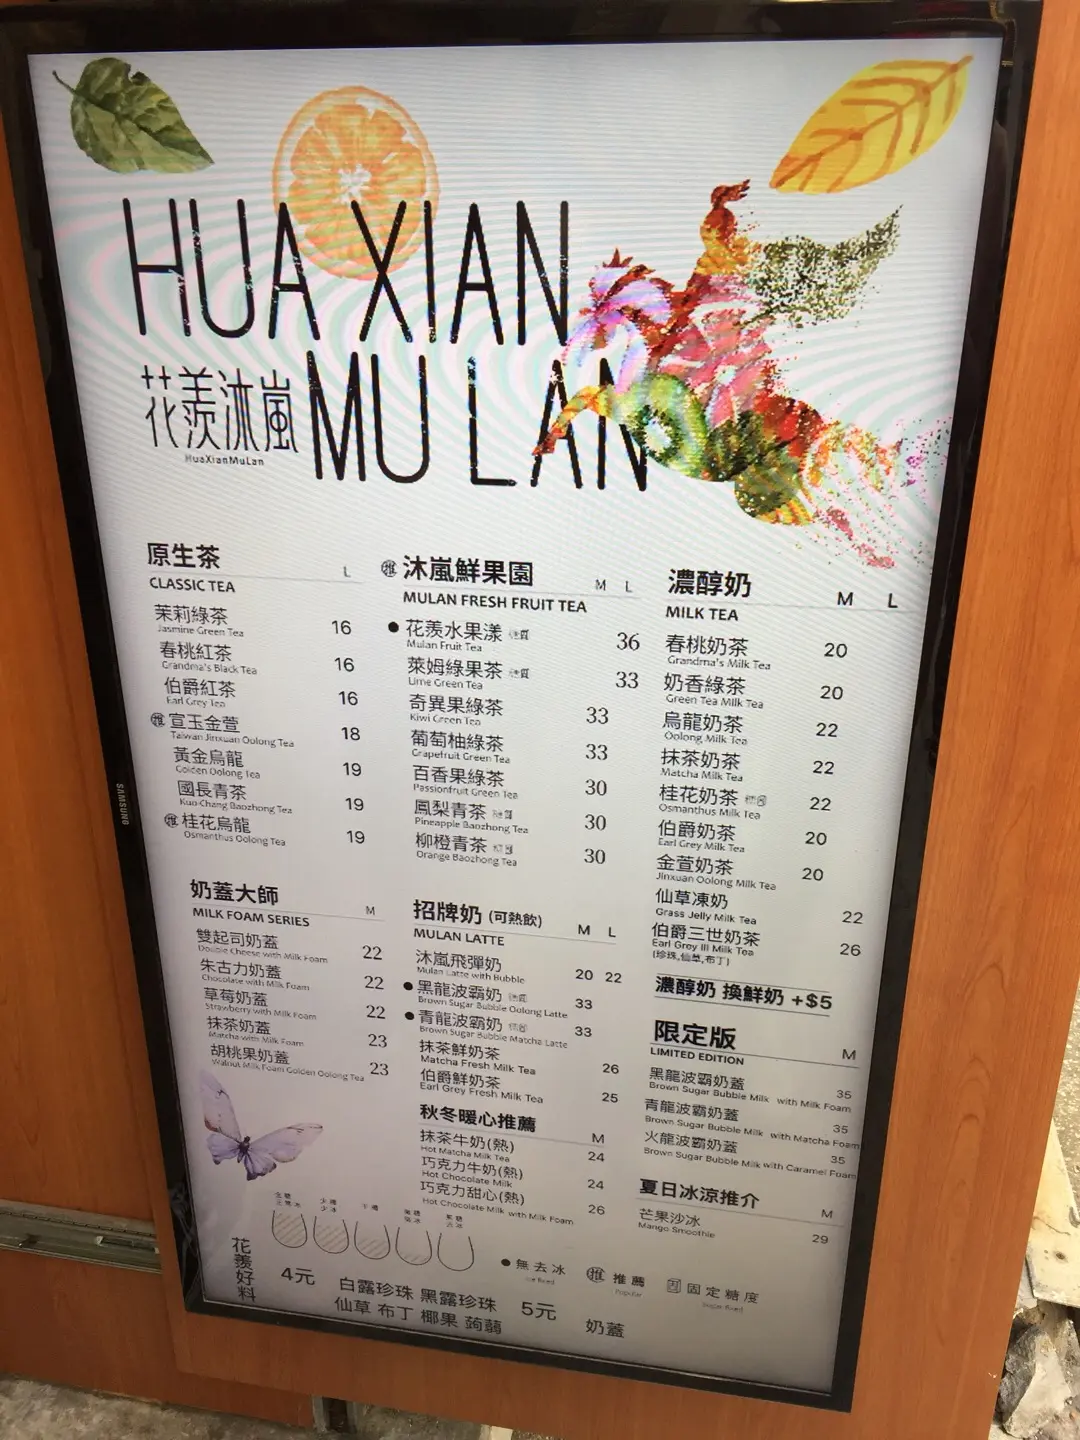 HUA XIAN
花羨沐嵐
HuaXianMuLan
MU LAN
原生茶 L
CLASSIC TEA
茉莉綠茶 16
Jasmine Green Tea
春桃紅茶 16
Grandma's Black Tea
伯爵紅茶 16
Earl Grey Tea
推 宣玉金萱 18
Taiwan Jinxuan Oolong Tea
黃金烏龍 19
Golden Oolong Tea
國長青茶 19
Kuo-Chang Baozhong Tea
推 桂花烏龍 19
Osmanthus Oolong Tea
奶蓋大師 M
MILK FOAM SERIES
雙起司奶蓋 22
Double Cheese with Milk Foam
朱古力奶蓋 22
Chocolate with Milk Foam
草莓奶蓋 22
Strawberry with Milk Foam
抹茶奶蓋 23
Matcha with Milk Foam
胡桃果奶蓋 23
Walnut Milk Foam Golden Oolong Tea
推 沐嵐鮮果園 M L
MULAN FRESH FRUIT TEA
● 花羨水果漾 36
Mulan Fruit Tea
萊姆綠果茶 33
Lime Green Tea
奇異果綠茶 33
Kiwi Green Tea
葡萄柚綠茶 33
Grapefruit Green Tea
百香果綠茶 30
Passionfruit Green Tea
鳳梨青茶 30
Pineapple Baozhong Tea
柳橙青茶 30
Orange Baozhong Tea
招牌奶 (可熱飲) M L
MULAN LATTE
沐嵐飛彈奶 20 22
Mulan Latte with Bubble
● 黑龍波霸奶 33
Brown Sugar Bubble Oolong Latte
● 青龍波霸奶 33
Brown Sugar Bubble Matcha Latte
抹茶鮮奶茶 26
Matcha Fresh Milk Tea
伯爵鮮奶茶 25
Earl Grey Fresh Milk Tea
秋冬暖心推薦 M
抹茶牛奶(熱) 24
Hot Matcha Milk Tea
巧克力牛奶(熱) 24
Hot Chocolate Milk
巧克力甜心(熱) 26
Hot Chocolate Milk with Milk Foam
濃醇奶 M L
MILK TEA
春桃奶茶 20
Grandma's Milk Tea
奶香綠茶 20
Green Tea Milk Tea
烏龍奶茶 22
Oolong Milk Tea
抹茶奶茶 22
Matcha Milk Tea
桂花奶茶 22
Osmanthus Milk Tea
伯爵奶茶 20
Earl Grey Milk Tea
金萱奶茶 20
Jinxuan Oolong Milk Tea
仙草凍奶 22
Grass Jelly Milk Tea
伯爵三世奶茶 26
Earl Grey III Milk Tea
(珍珠,仙草,布丁)
濃醇奶 換鮮奶 +$5
限定版 M
LIMITED EDITION
黑龍波霸奶蓋 35
Brown Sugar Bubble Milk with Milk Foam
青龍波霸奶蓋 35
Brown Sugar Bubble Milk with Matcha Foam
火龍波霸奶蓋 35
Brown Sugar Bubble Milk with Caramel Foam
夏日冰涼推介 M
芒果沙冰 29
Mango Smoothie
● 無去冰
推 推薦
Popular
固定糖度
花羨好料
4元 白露珍珠 黑露珍珠
仙草 布丁 椰果 蒟蒻
5元 奶蓋
SAMSUNG